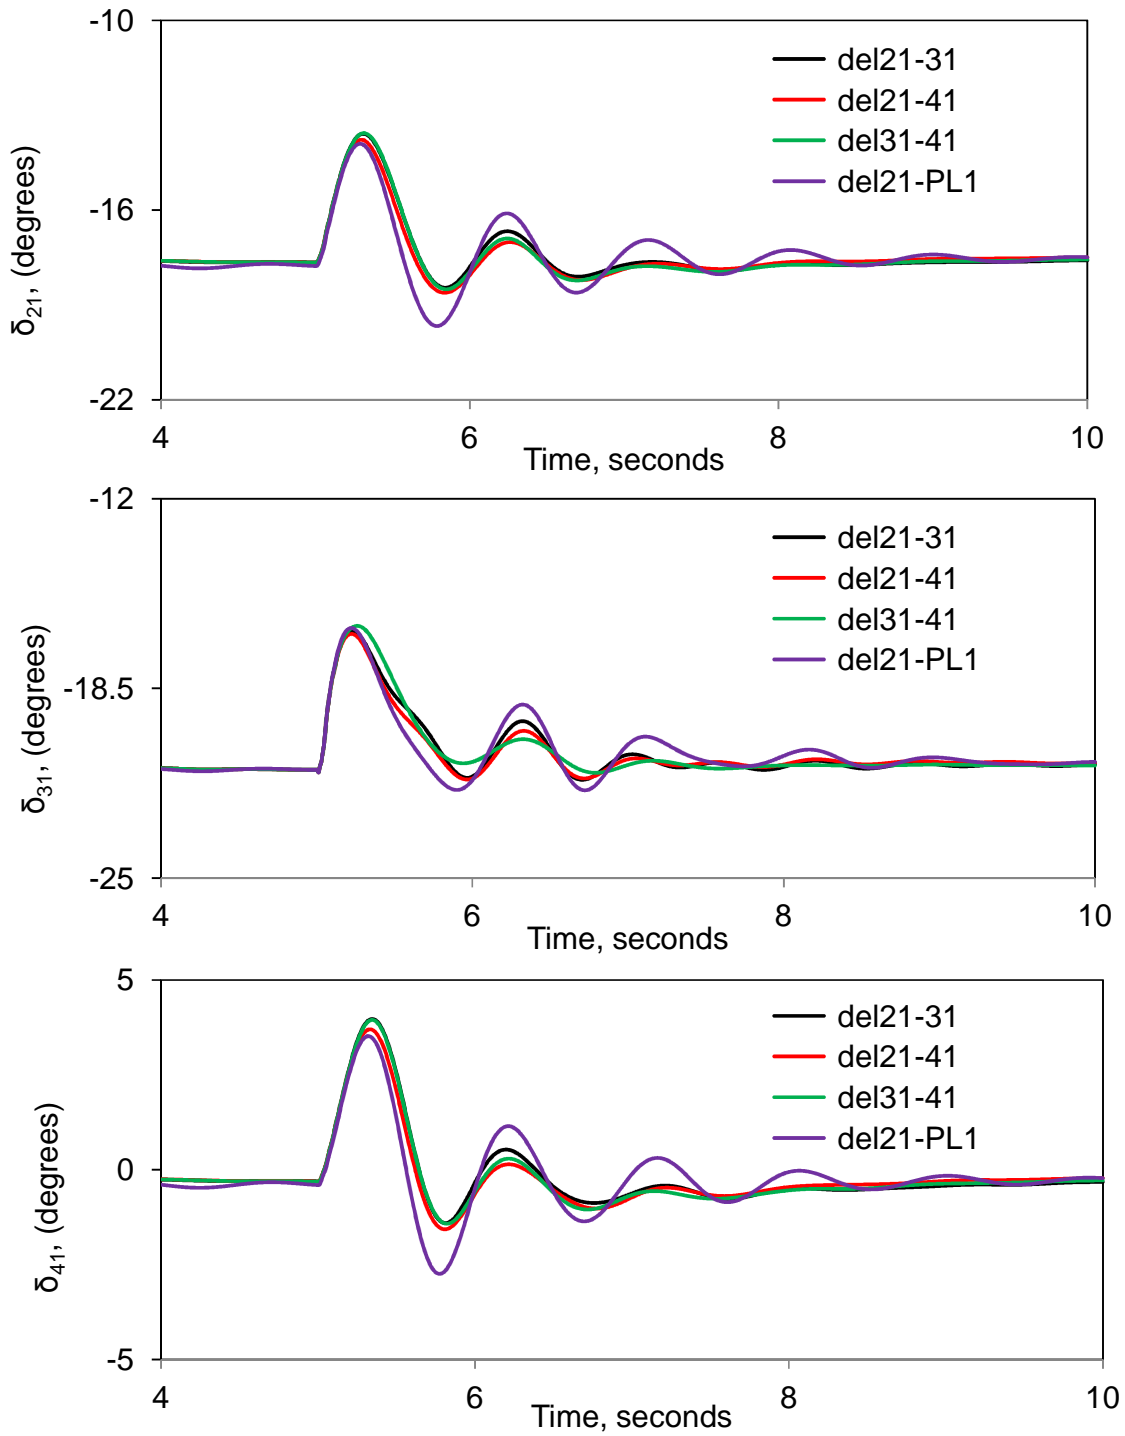 -10
del21-31
del21-41
del31-41
del21-PL1
-16
δ21, (degrees)
-22
4 6 8 10
Time, seconds
-12
del21-31
del21-41
del31-41
del21-PL1
-18.5
δ31, (degrees)
-25
4 6 8 10
Time, seconds
5
del21-31
del21-41
del31-41
del21-PL1
0
δ41, (degrees)
-5
4 6 8 10
Time, seconds